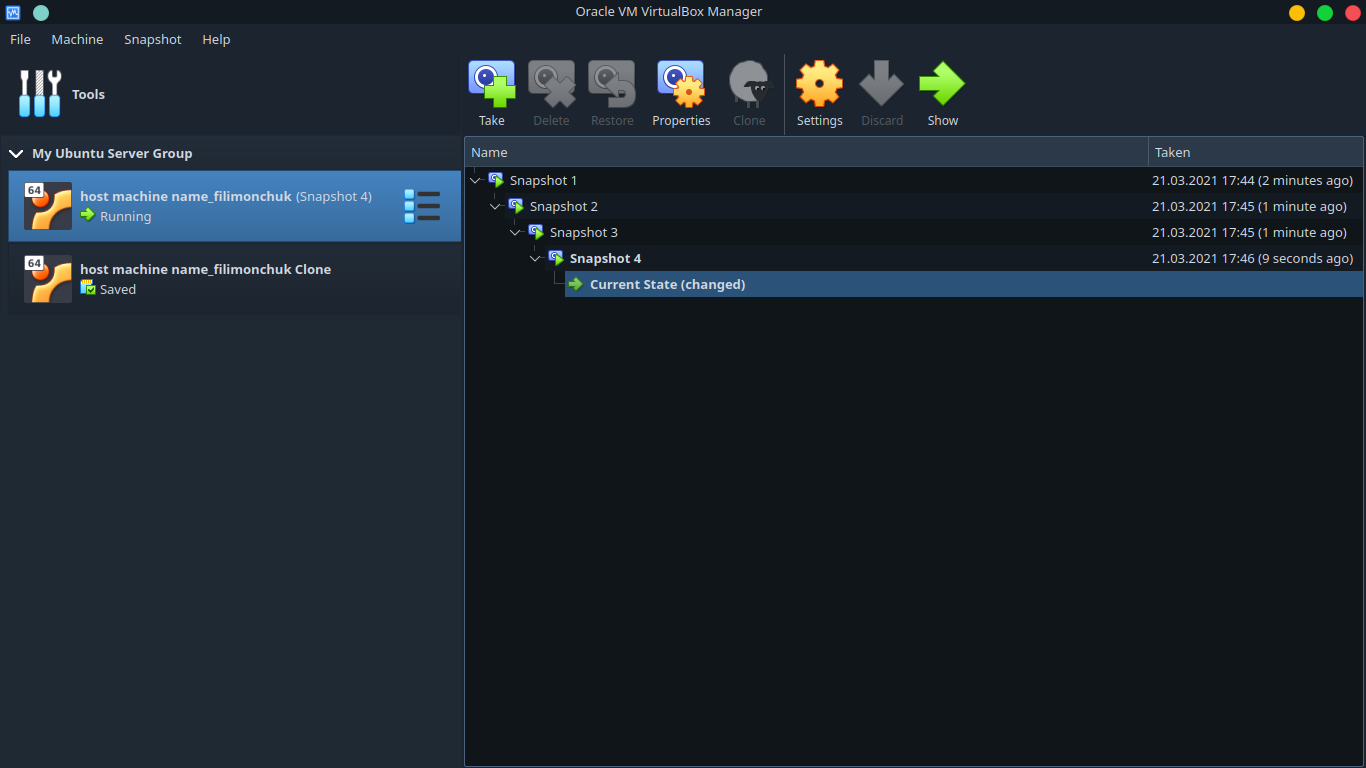 Oracle VM VirtualBox Manager
File Machine Snapshot Help
Tools
Take Delete Restore Properties Clone Settings Discard Show
My Ubuntu Server Group
64
host machine name_filimonchuk (Snapshot 4)
Running
64
host machine name_filimonchuk Clone
Saved
Name Taken
Snapshot 1 21.03.2021 17:44 (2 minutes ago)
Snapshot 2 21.03.2021 17:45 (1 minute ago)
Snapshot 3 21.03.2021 17:45 (1 minute ago)
Snapshot 4 21.03.2021 17:46 (9 seconds ago)
Current State (changed)